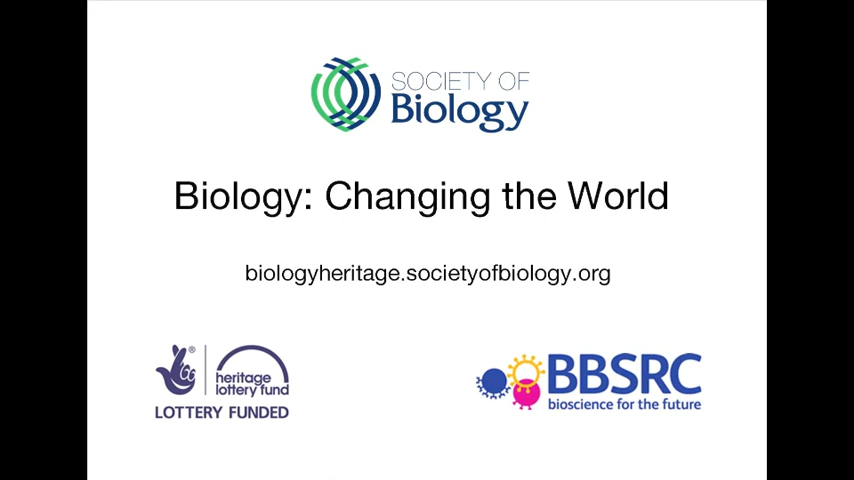 SOCIETY OF
Biology
Biology: Changing the World
biologyheritage.societyofbiology.org
®
heritage
lottery fund
LOTTERY FUNDED
BBSRC
bioscience for the future